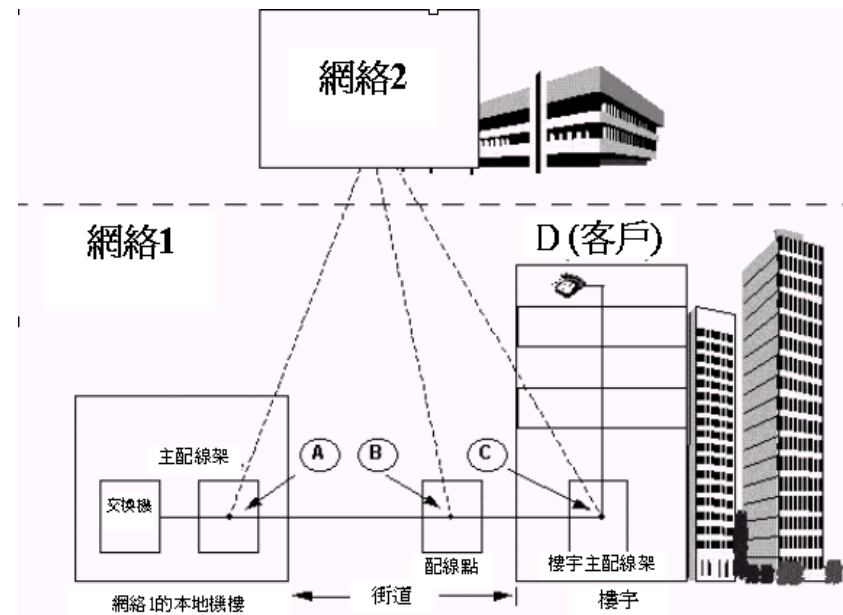 網絡2
網絡1
D (客戶)
主配線架
A
B
C
交換機
配線點
樓宇主配線架
網絡1的本地機樓
街道
樓宇